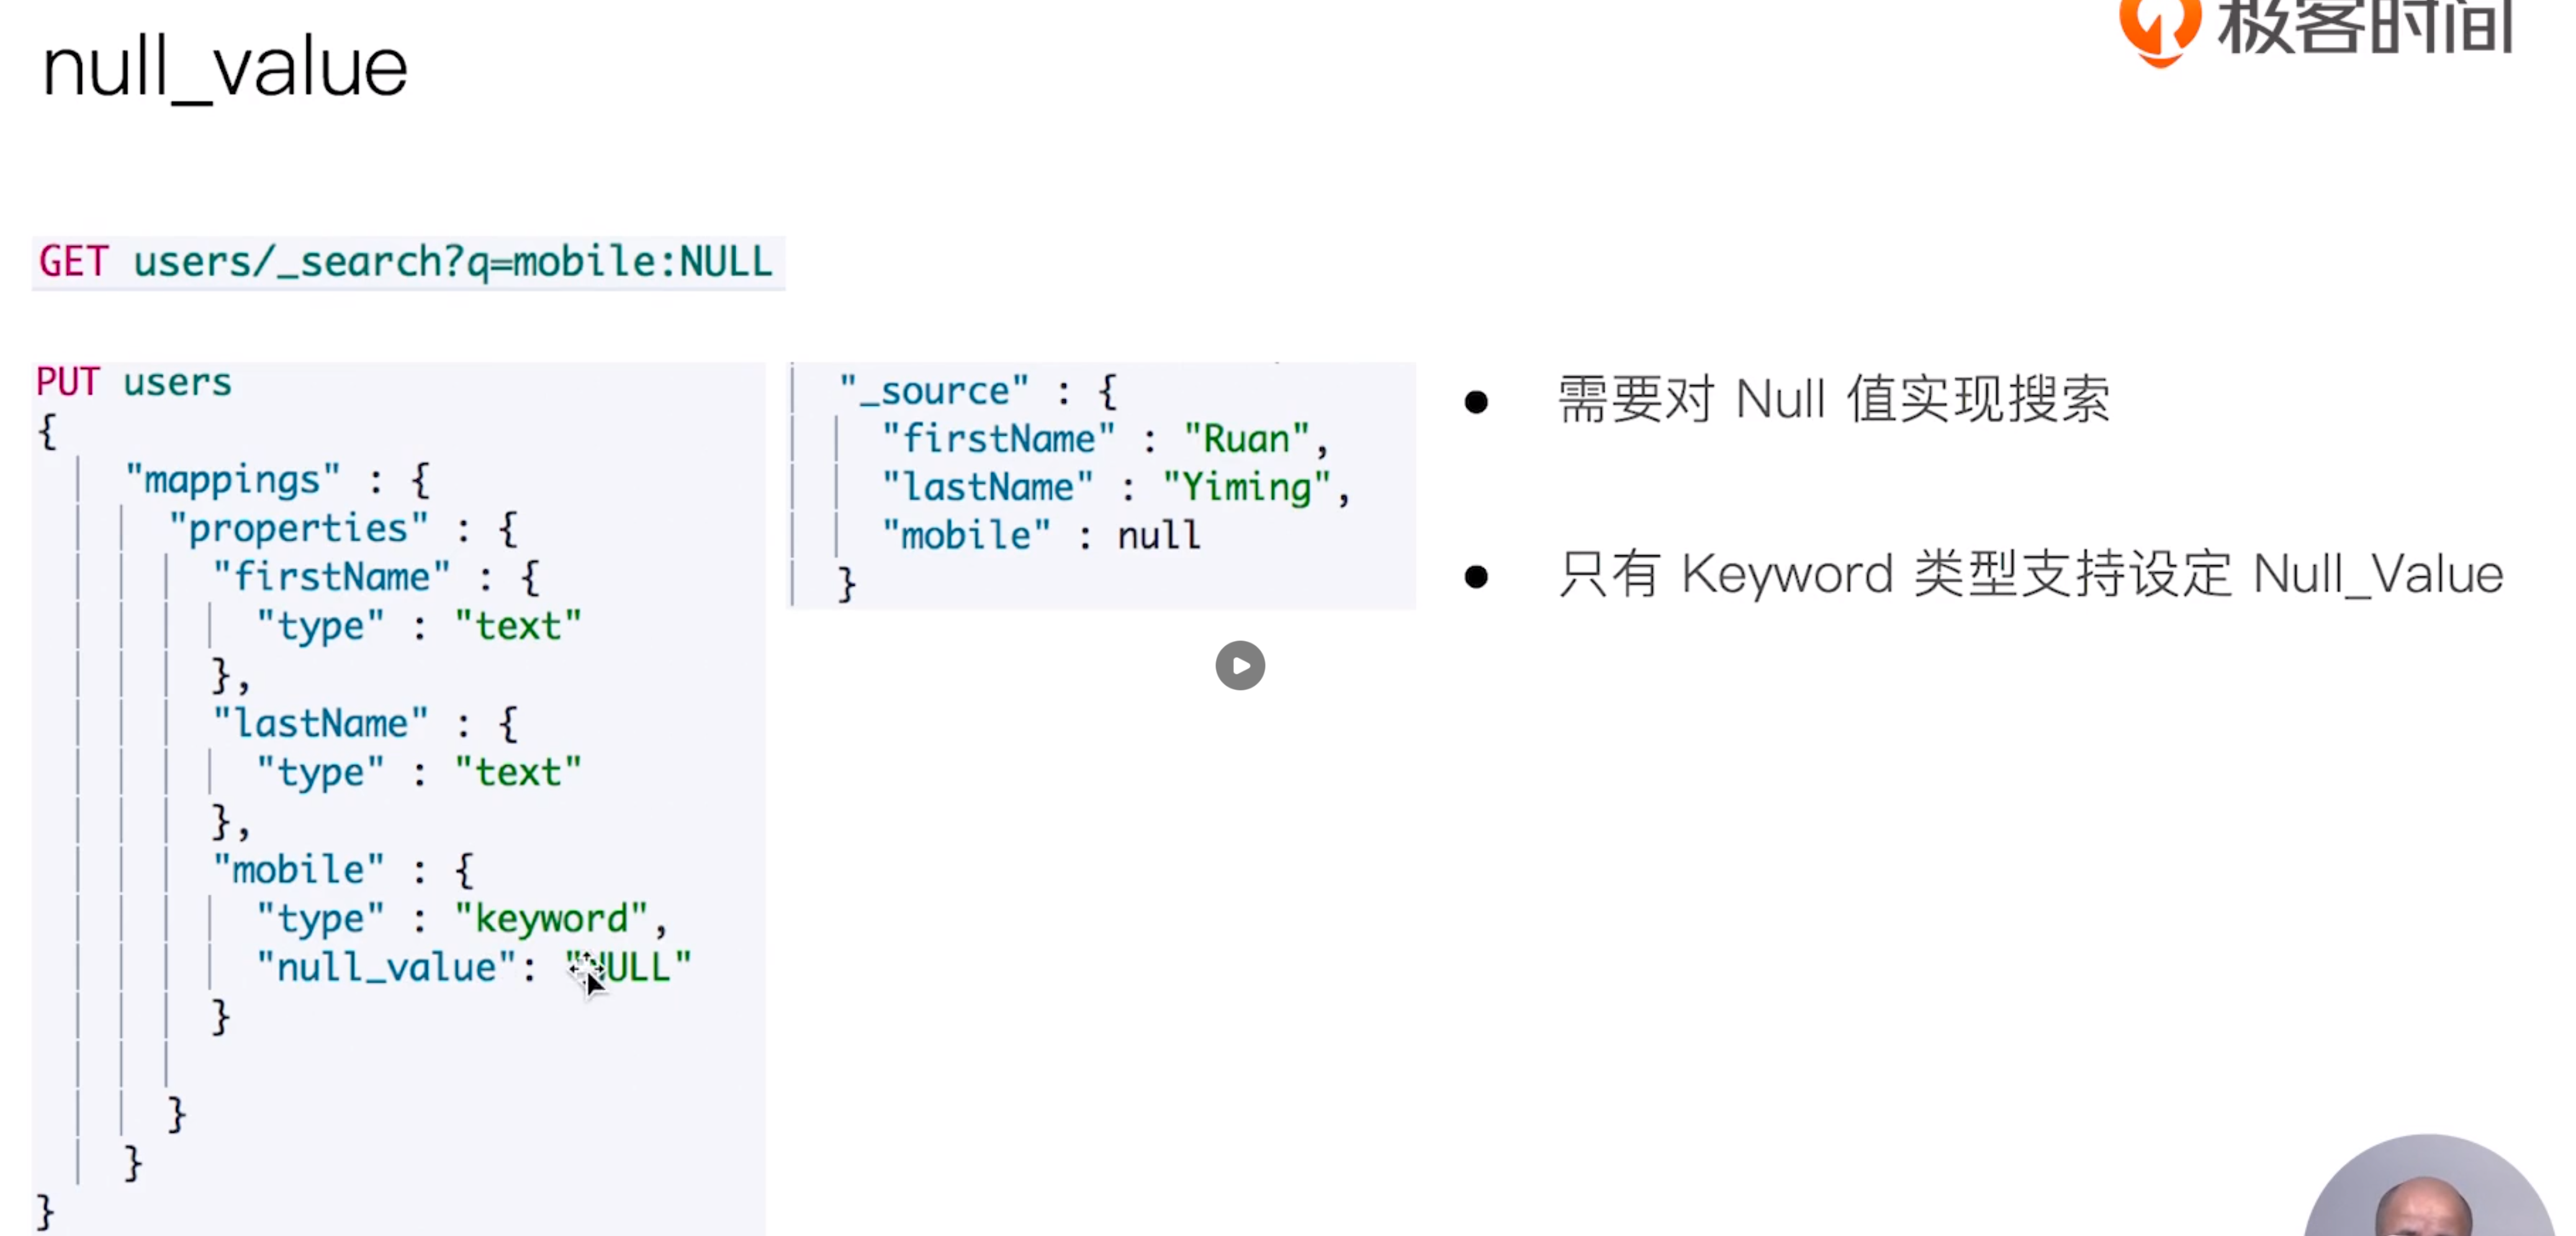 极客时间
null_value
GET users/_search?q=mobile:NULL
PUT users
{
"mappings" : {
"properties" : {
"firstName" : {
"type" : "text"
},
"lastName" : {
"type" : "text"
},
"mobile" : {
"type" : "keyword",
"null_value": "NULL"
}
}
}
}
"_source" : {
"firstName" : "Ruan",
"lastName" : "Yiming",
"mobile" : null
}
● 需要对 Null 值实现搜索
● 只有 Keyword 类型支持设定 Null_Value